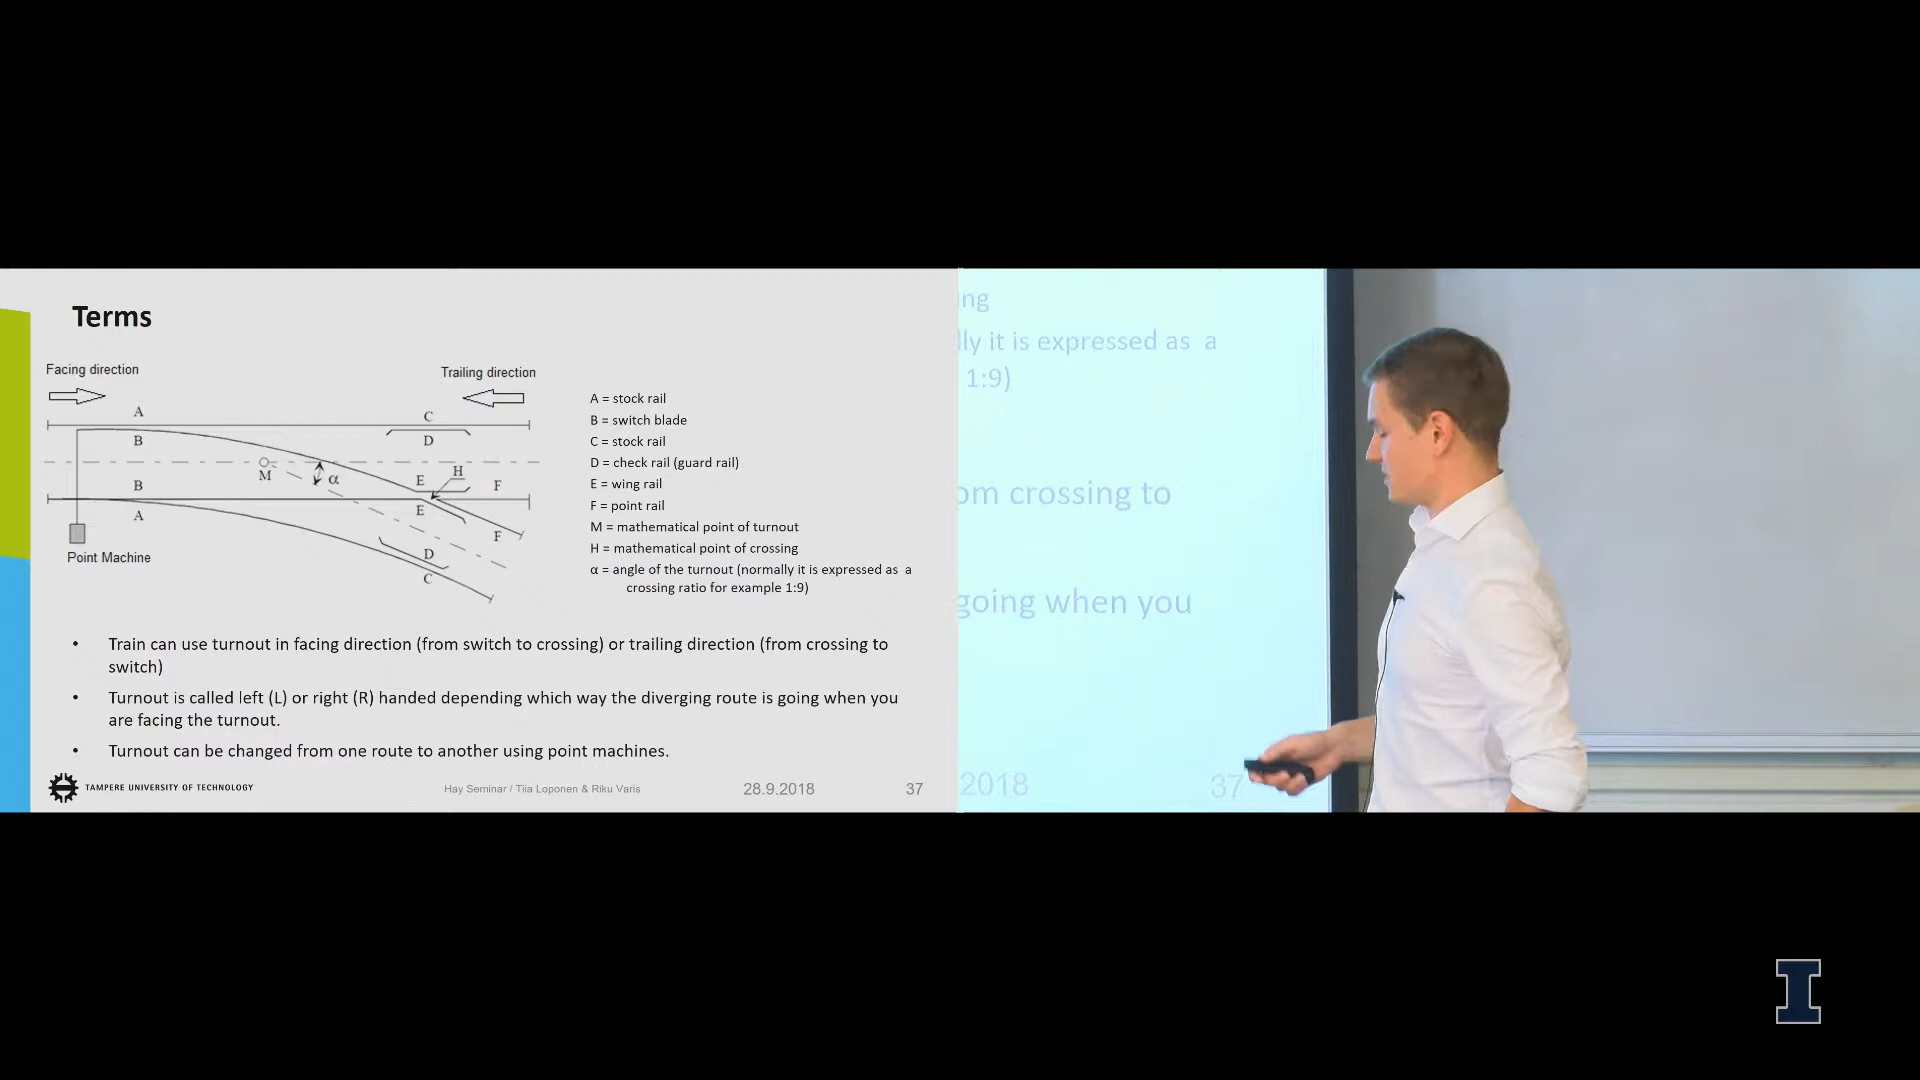 Terms
Facing direction
Trailing direction
A
C
B
D
M
α
H
B
E
F
A
E
F
D
C
Point Machine
A = stock rail
B = switch blade
C = stock rail
D = check rail (guard rail)
E = wing rail
F = point rail
M = mathematical point of turnout
H = mathematical point of crossing
α = angle of the turnout (normally it is expressed as a
crossing ratio for example 1:9)
• Train can use turnout in facing direction (from switch to crossing) or trailing direction (from crossing to
switch)
• Turnout is called left (L) or right (R) handed depending which way the diverging route is going when you
are facing the turnout.
• Turnout can be changed from one route to another using point machines.
TAMPERE UNIVERSITY OF TECHNOLOGY
Hay Seminar / Tiia Loponen & Riku Varis
28.9.2018
37
ng
lly it is expressed as a
1:9)
om crossing to
going when you
2018
37
I